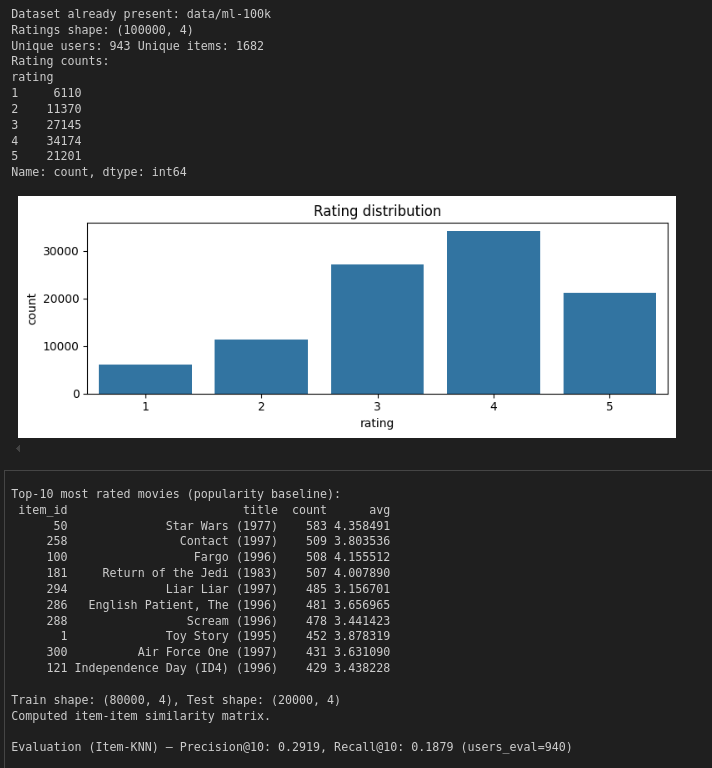 Dataset already present: data/ml-100k
Ratings shape: (100000, 4)
Unique users: 943 Unique items: 1682
Rating counts:
rating
1     6110
2    11370
3    27145
4    34174
5    21201
Name: count, dtype: int64
Rating distribution
30000
20000
10000
0
count
1 2 3 4 5
rating
Top-10 most rated movies (popularity baseline):
 item_id                         title  count      avg
      50              Star Wars (1977)    583 4.358491
     258                Contact (1997)    509 3.803536
     100                  Fargo (1996)    508 4.155512
     181     Return of the Jedi (1983)    507 4.007890
     294              Liar Liar (1997)    485 3.156701
     286   English Patient, The (1996)    481 3.656965
     288                 Scream (1996)    478 3.441423
       1              Toy Story (1995)    452 3.878319
     300          Air Force One (1997)    431 3.631090
     121 Independence Day (ID4) (1996)    429 3.438228
Train shape: (80000, 4), Test shape: (20000, 4)
Computed item-item similarity matrix.
Evaluation (Item-KNN) — Precision@10: 0.2919, Recall@10: 0.1879 (users_eval=940)